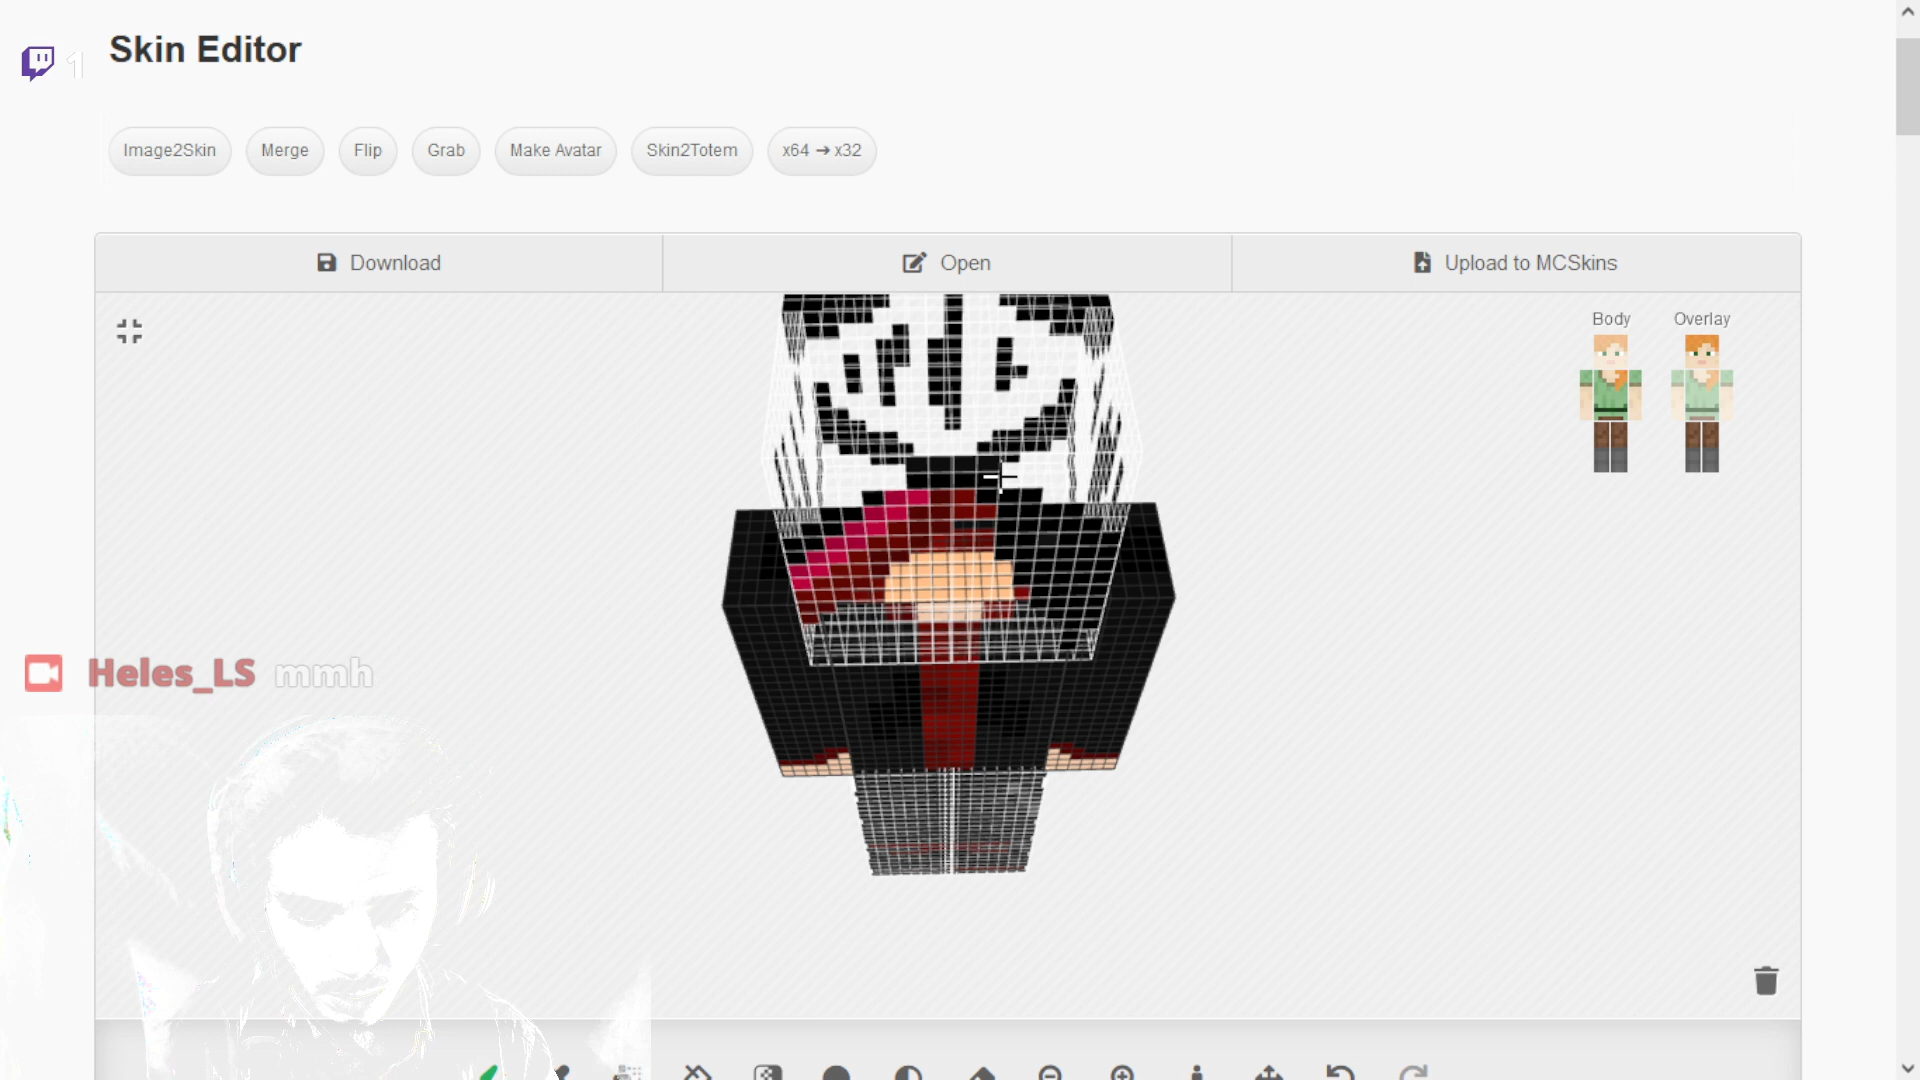 Skin Editor
1
Image2Skin
Merge
Flip
Grab
Make Avatar
Skin2Totem
x64 ➔ x32
Download
Open
Upload to MCSkins
Body
Overlay
Heles_LS mmh